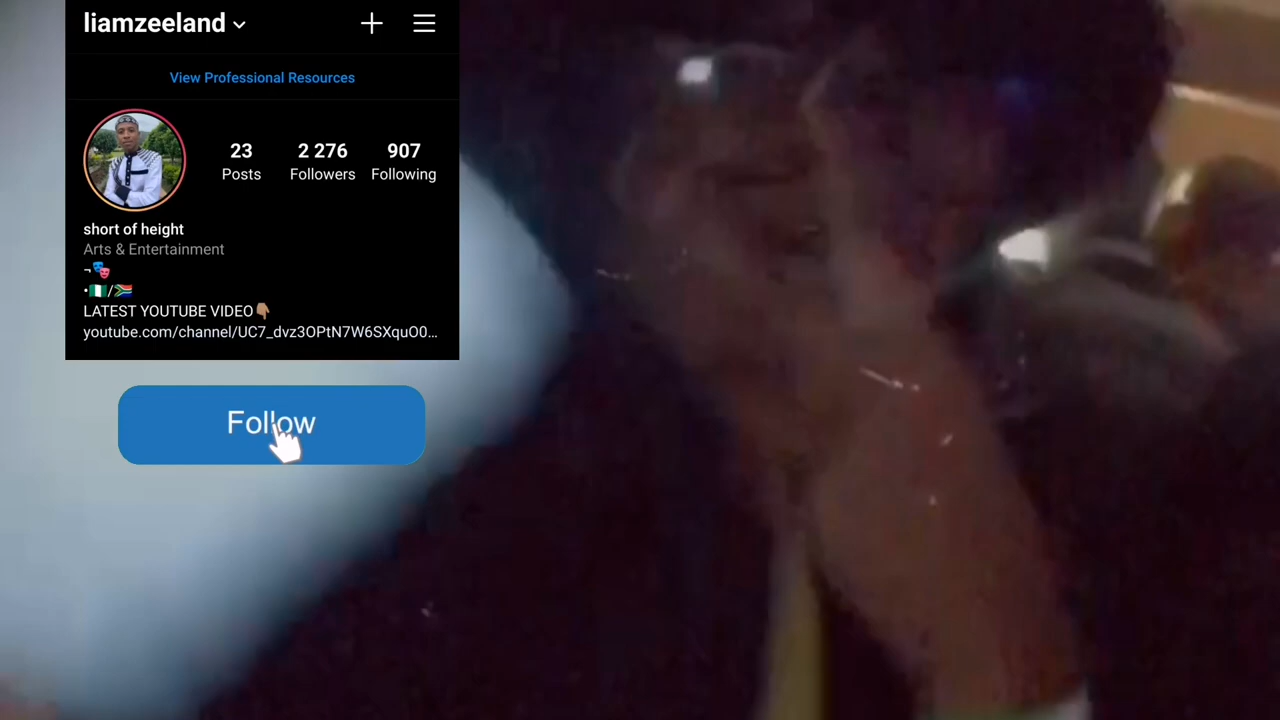 liamzeeland
View Professional Resources
23 2 276 907
Posts Followers Following
short of height
Arts & Entertainment
LATEST YOUTUBE VIDEO
youtube.com/channel/UC7_dvz3OPtN7W6SXquO0...
Follow